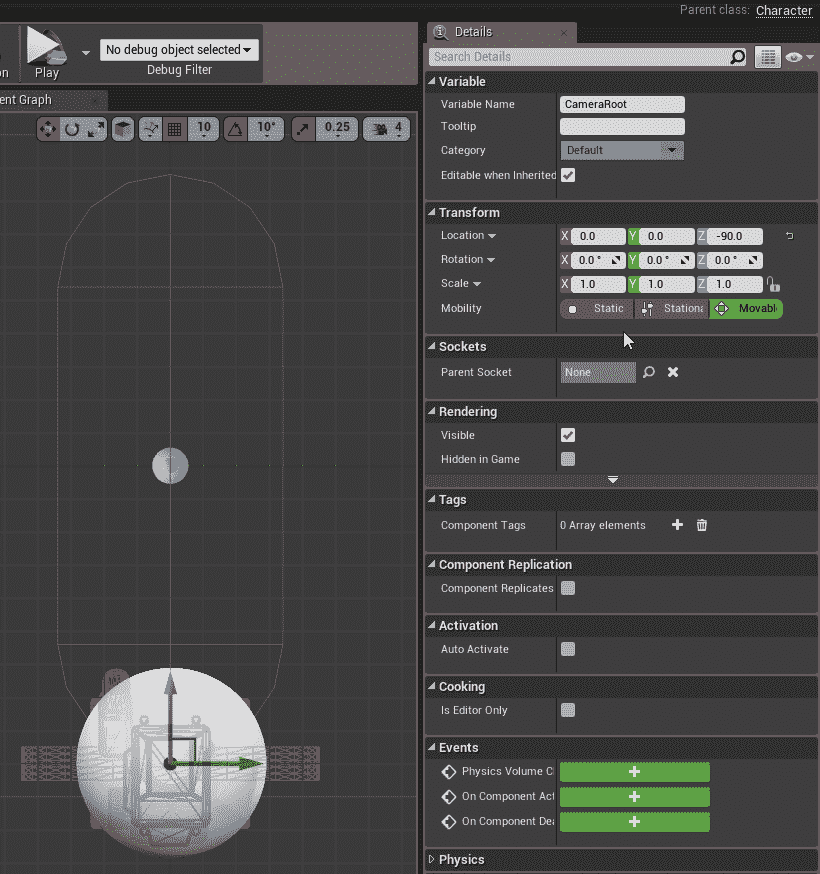 Parent class: Character
Details
No debug object selected
Search Details
on
Play
Debug Filter
Variable
ent Graph
Variable Name CameraRoot
Tooltip
10 10° 0.25 4
Category Default
Editable when Inherited
Transform
Location X 0.0 Y 0.0 Z -90.0
Rotation X 0.0 ° Y 0.0 ° Z 0.0 °
Scale X 1.0 Y 1.0 Z 1.0
Mobility Static Stationa Movabl
Sockets
Parent Socket None
Rendering
Visible
Hidden in Game
Tags
Component Tags 0 Array elements
Component Replication
Component Replicates
Activation
Auto Activate
Cooking
Is Editor Only
Events
Physics Volume C
On Component Act
On Component Dea
Physics